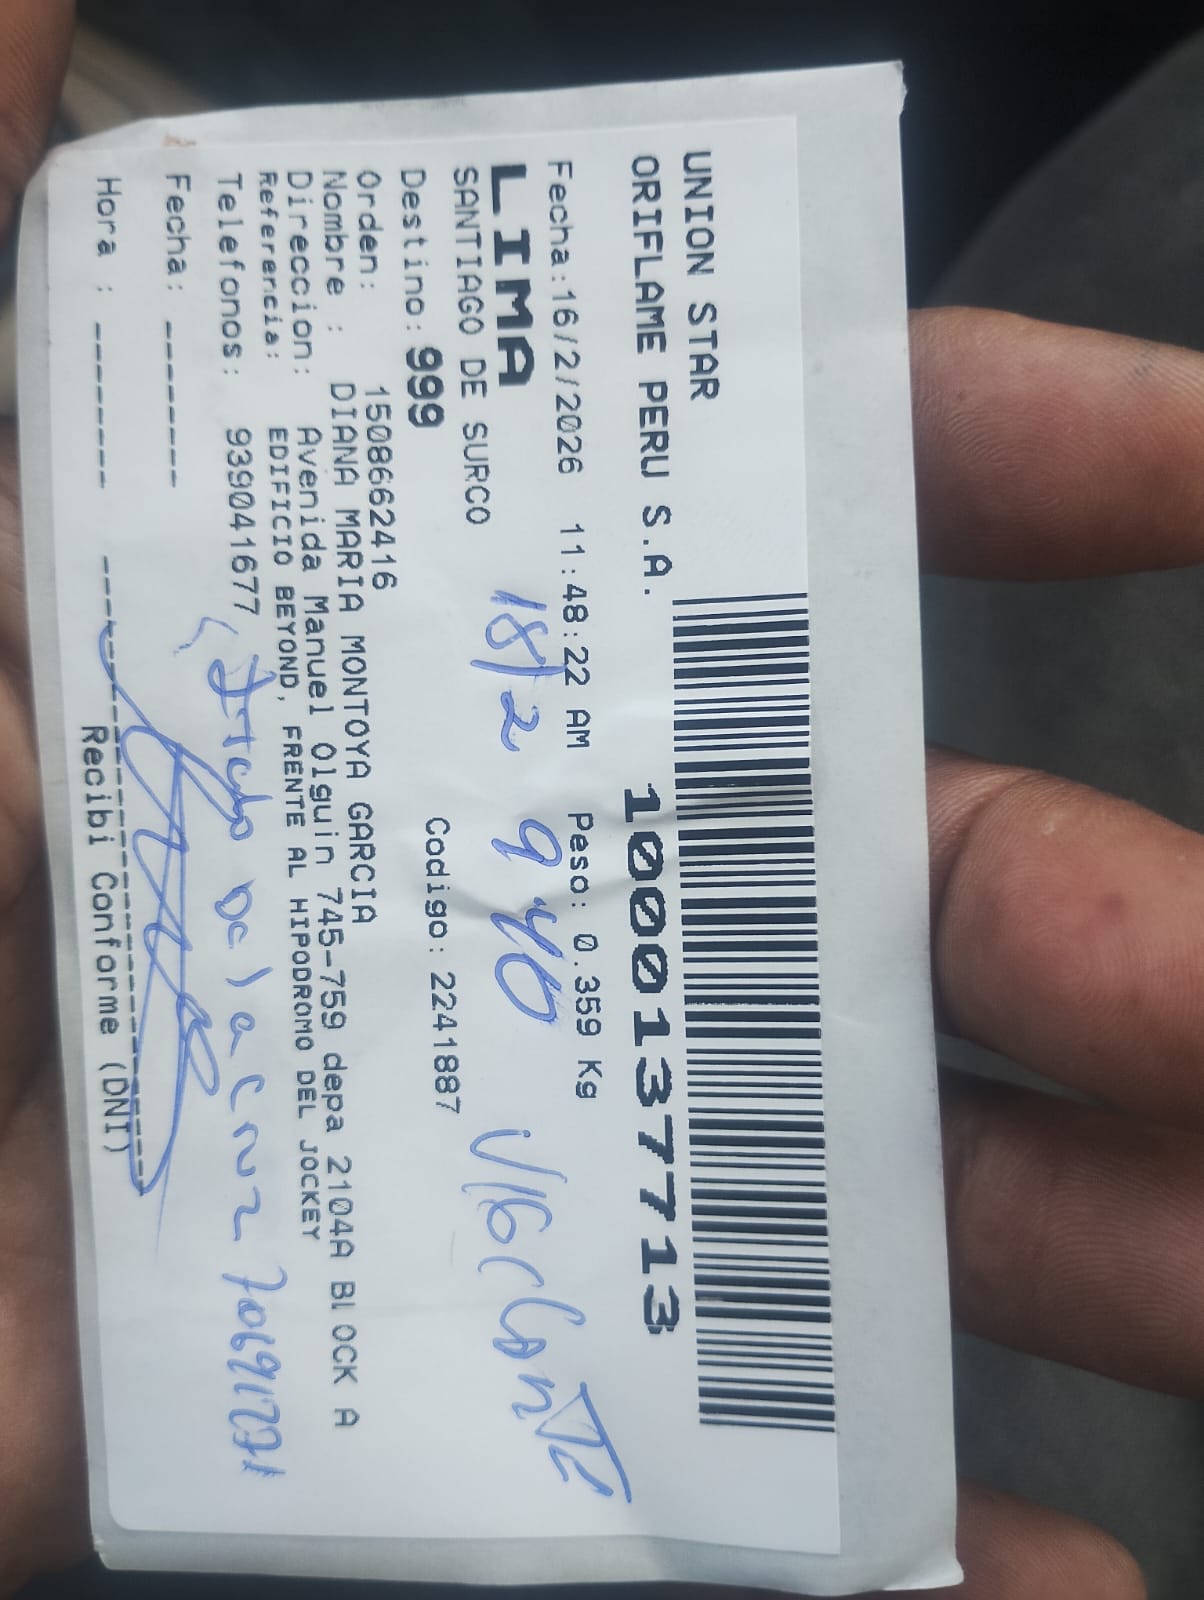 UNION STAR
ORIFLAME PERU S.A.
10001377713
Fecha:16/2/2026 11:48:22 AM Peso: 0.359 Kg
LIMA
18/2 9 40
SANTIAGO DE SURCO
Destino: 999 Codigo: 2241887
Orden: 1508662416
Nombre : DIANA MARIA MONTOYA GARCIA
Direccion: Avenida Manuel Olguin 745-759 depa 2104A BLOCK A
Referencia: EDIFICIO BEYOND, FRENTE AL HIPODROMO DEL JOCKEY
Telefonos: 939041677,
Fecha: ------
Hora : -------
Recibi Conforme (DNI)